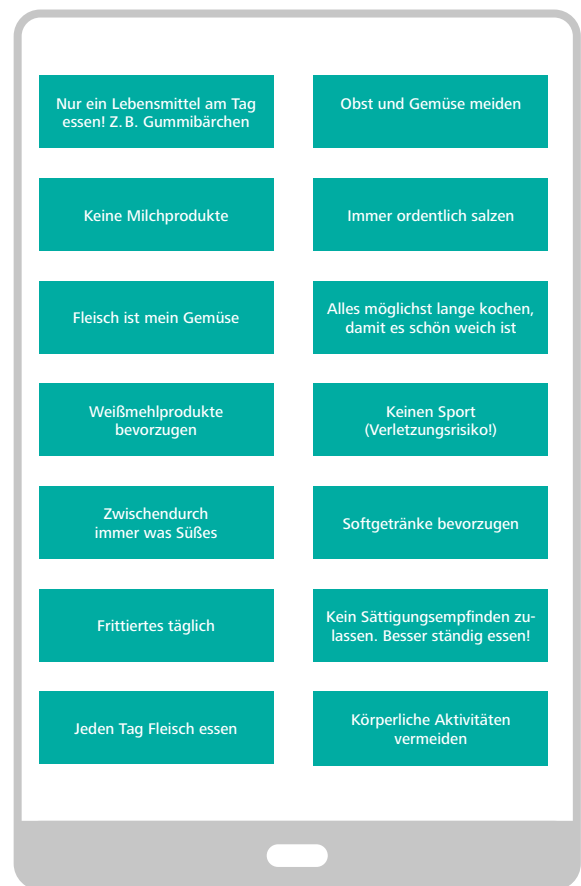 Nur ein Lebensmittel am Tag
essen! Z. B. Gummibärchen
Obst und Gemüse meiden
Keine Milchprodukte
Immer ordentlich salzen
Fleisch ist mein Gemüse
Alles möglichst lange kochen,
damit es schön weich ist
Weißmehlprodukte
bevorzugen
Keinen Sport
(Verletzungsrisiko!)
Zwischendurch
immer was Süßes
Softgetränke bevorzugen
Frittiertes täglich
Kein Sättigungsempfinden zu-
lassen. Besser ständig essen!
Jeden Tag Fleisch essen
Körperliche Aktivitäten
vermeiden